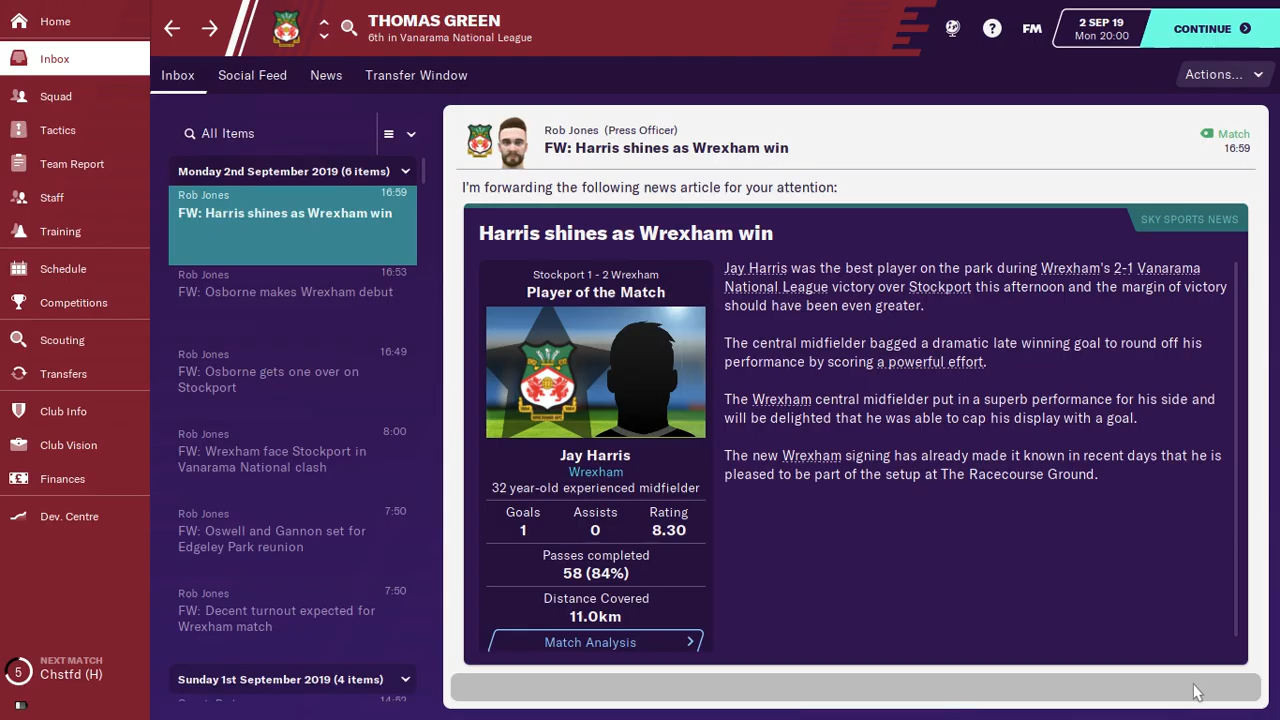 Home
Inbox
Squad
Tactics
Team Report
Staff
Training
Schedule
Competitions
Scouting
Transfers
Club Info
Club Vision
Finances
Dev. Centre
5
NEXT MATCH
Chstfd (H)
THOMAS GREEN
6th in Vanarama National League
?
FM
2 SEP 19
Mon 20:00
CONTINUE
Inbox
Social Feed
News
Transfer Window
Actions...
All Items
Monday 2nd September 2019 (6 items)
Rob Jones 16:59
FW: Harris shines as Wrexham win
Rob Jones 16:53
FW: Osborne makes Wrexham debut
Rob Jones 16:49
FW: Osborne gets one over on
Stockport
Rob Jones 8:00
FW: Wrexham face Stockport in
Vanarama National clash
Rob Jones 7:50
FW: Oswell and Gannon set for
Edgeley Park reunion
Rob Jones 7:50
FW: Decent turnout expected for
Wrexham match
Sunday 1st September 2019 (4 items)
14:52
Rob Jones (Press Officer)
FW: Harris shines as Wrexham win
Match
16:59
I'm forwarding the following news article for your attention:
SKY SPORTS NEWS
Harris shines as Wrexham win
Stockport 1 - 2 Wrexham
Player of the Match
Jay Harris
Wrexham
32 year-old experienced midfielder
Goals Assists Rating
1 0 8.30
Passes completed
58 (84%)
Distance Covered
11.0km
Match Analysis
Jay Harris was the best player on the park during Wrexham's 2-1 Vanarama
National League victory over Stockport this afternoon and the margin of victory
should have been even greater.
The central midfielder bagged a dramatic late winning goal to round off his
performance by scoring a powerful effort.
The Wrexham central midfielder put in a superb performance for his side and
will be delighted that he was able to cap his display with a goal.
The new Wrexham signing has already made it known in recent days that he is
pleased to be part of the setup at The Racecourse Ground.